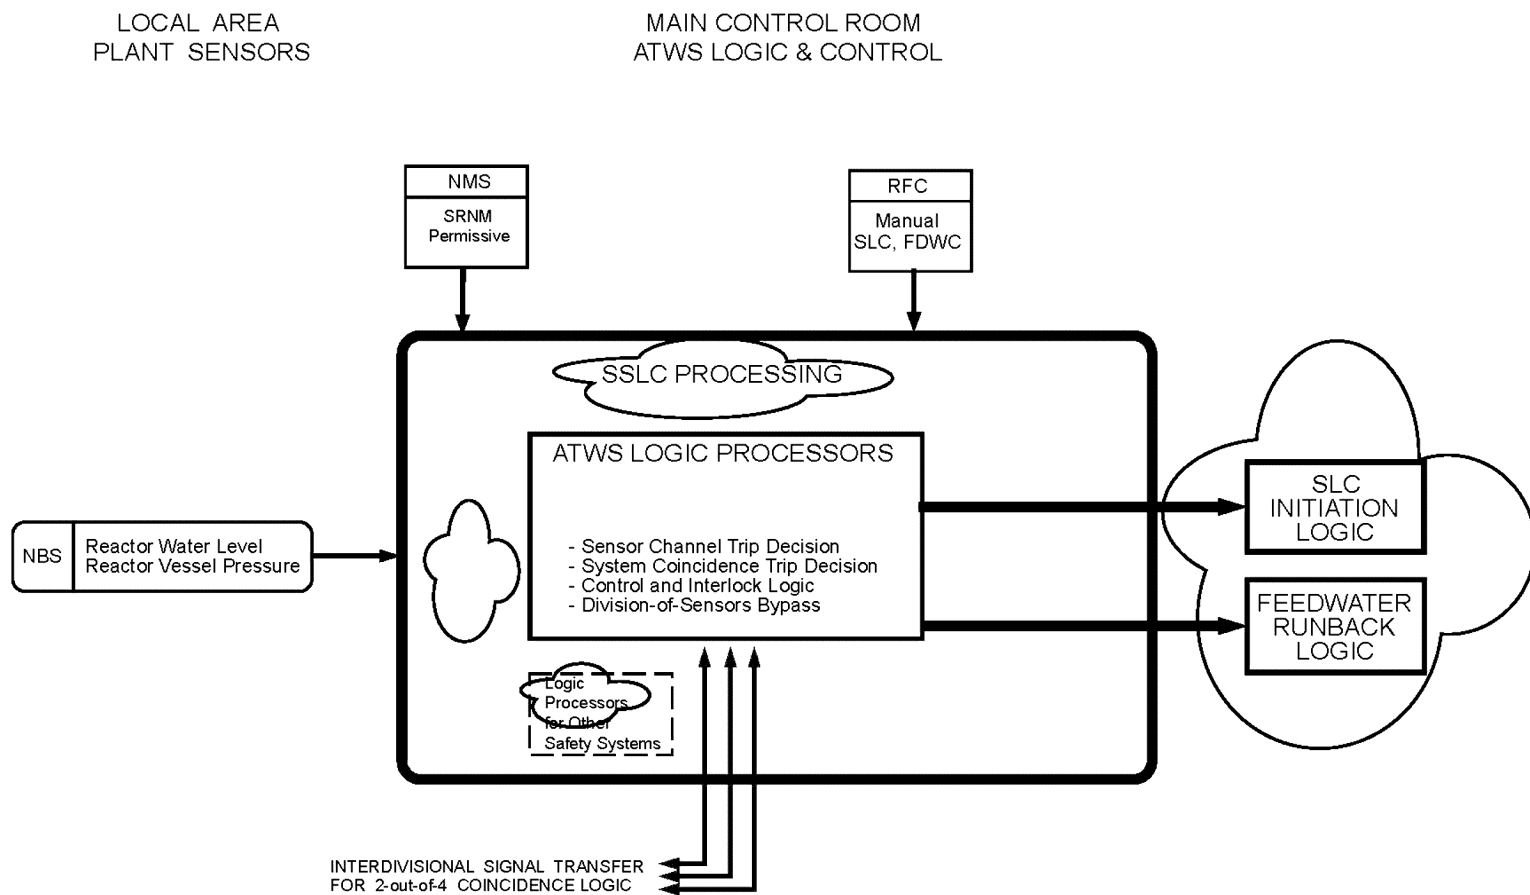 LOCAL AREA
PLANT SENSORS
MAIN CONTROL ROOM
ATWS LOGIC & CONTROL
NMS
SRNM
Permissive
RFC
Manual
SLC, FDWC
SSLC PROCESSING
ATWS LOGIC PROCESSORS
- Sensor Channel Trip Decision
- System Coincidence Trip Decision
- Control and Interlock Logic
- Division-of-Sensors Bypass
NBS
Reactor Water Level
Reactor Vessel Pressure
SLC
INITIATION
LOGIC
FEEDWATER
RUNBACK
LOGIC
Logic
Processors
for Other
Safety Systems
INTERDIVISIONAL SIGNAL TRANSFER
FOR 2-out-of-4 COINCIDENCE LOGIC